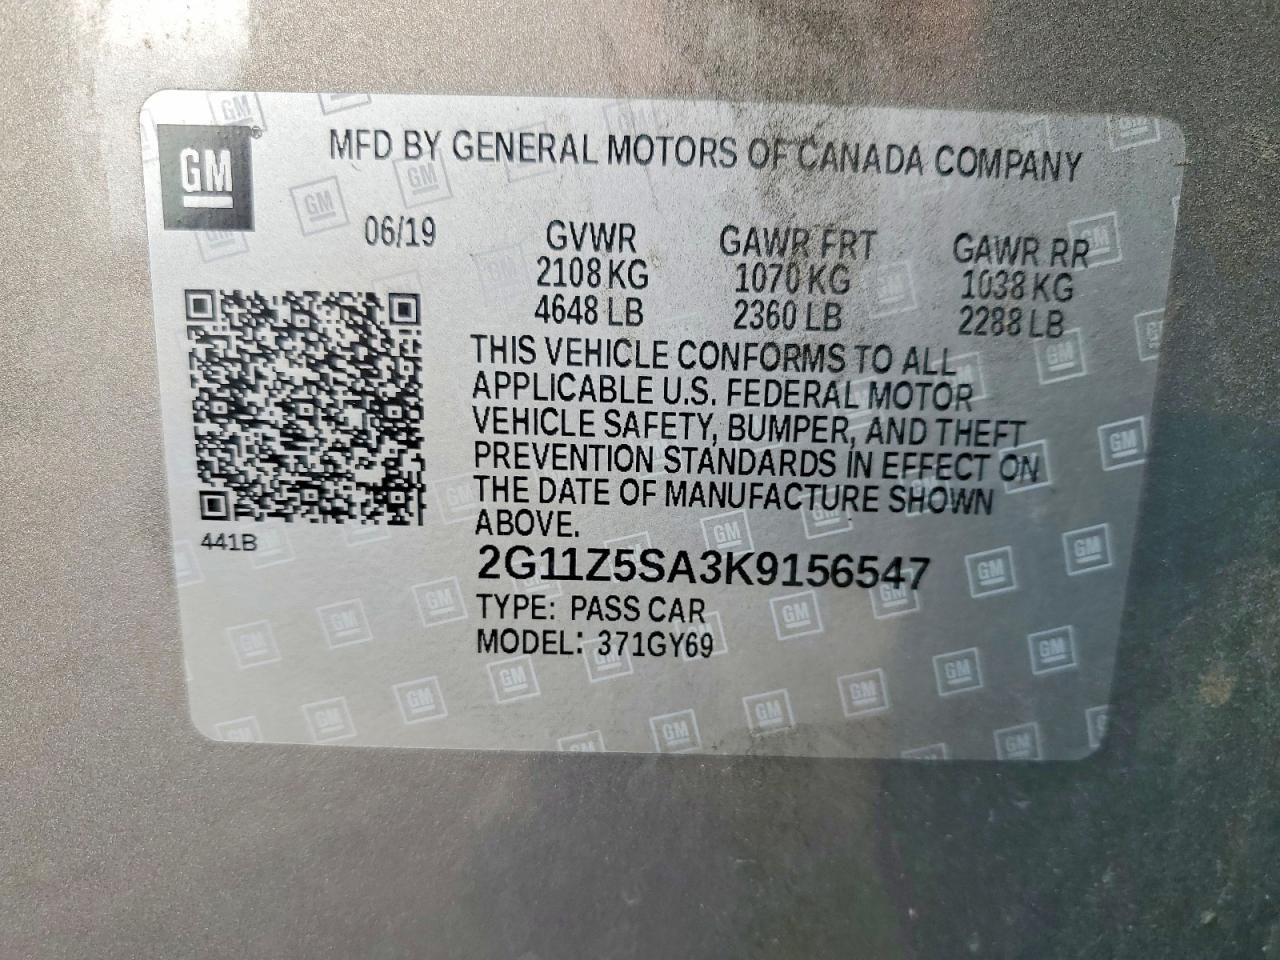 GM
MFD BY GENERAL MOTORS OF CANADA COMPANY
06/19
GVWR
2108 KG
4648 LB
GAWR FRT
1070 KG
2360 LB
GAWR RR
1038 KG
2288 LB
THIS VEHICLE CONFORMS TO ALL
APPLICABLE U.S. FEDERAL MOTOR
VEHICLE SAFETY, BUMPER, AND THEFT
PREVENTION STANDARDS IN EFFECT ON
THE DATE OF MANUFACTURE SHOWN
ABOVE.
441B
2G11Z5SA3K9156547
TYPE: PASS CAR
MODEL: 371GY69